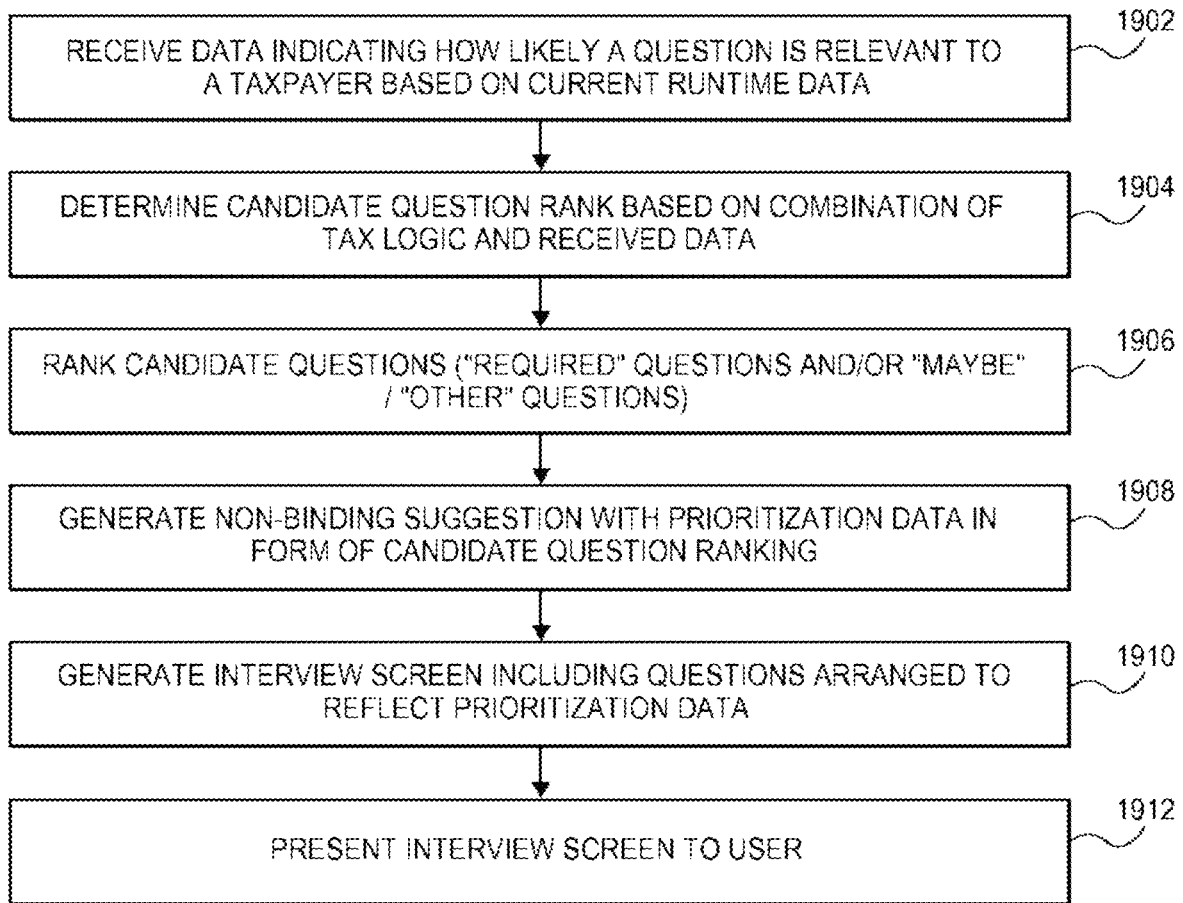 1902
RECEIVE DATA INDICATING HOW LIKELY A QUESTION IS RELEVANT TO
A TAXPAYER BASED ON CURRENT RUNTIME DATA
1904
DETERMINE CANDIDATE QUESTION RANK BASED ON COMBINATION OF
TAX LOGIC AND RECEIVED DATA
1906
RANK CANDIDATE QUESTIONS ("REQUIRED" QUESTIONS AND/OR "MAYBE"
/ "OTHER" QUESTIONS)
1908
GENERATE NON-BINDING SUGGESTION WITH PRIORITIZATION DATA IN
FORM OF CANDIDATE QUESTION RANKING
1910
GENERATE INTERVIEW SCREEN INCLUDING QUESTIONS ARRANGED TO
REFLECT PRIORITIZATION DATA
1912
PRESENT INTERVIEW SCREEN TO USER